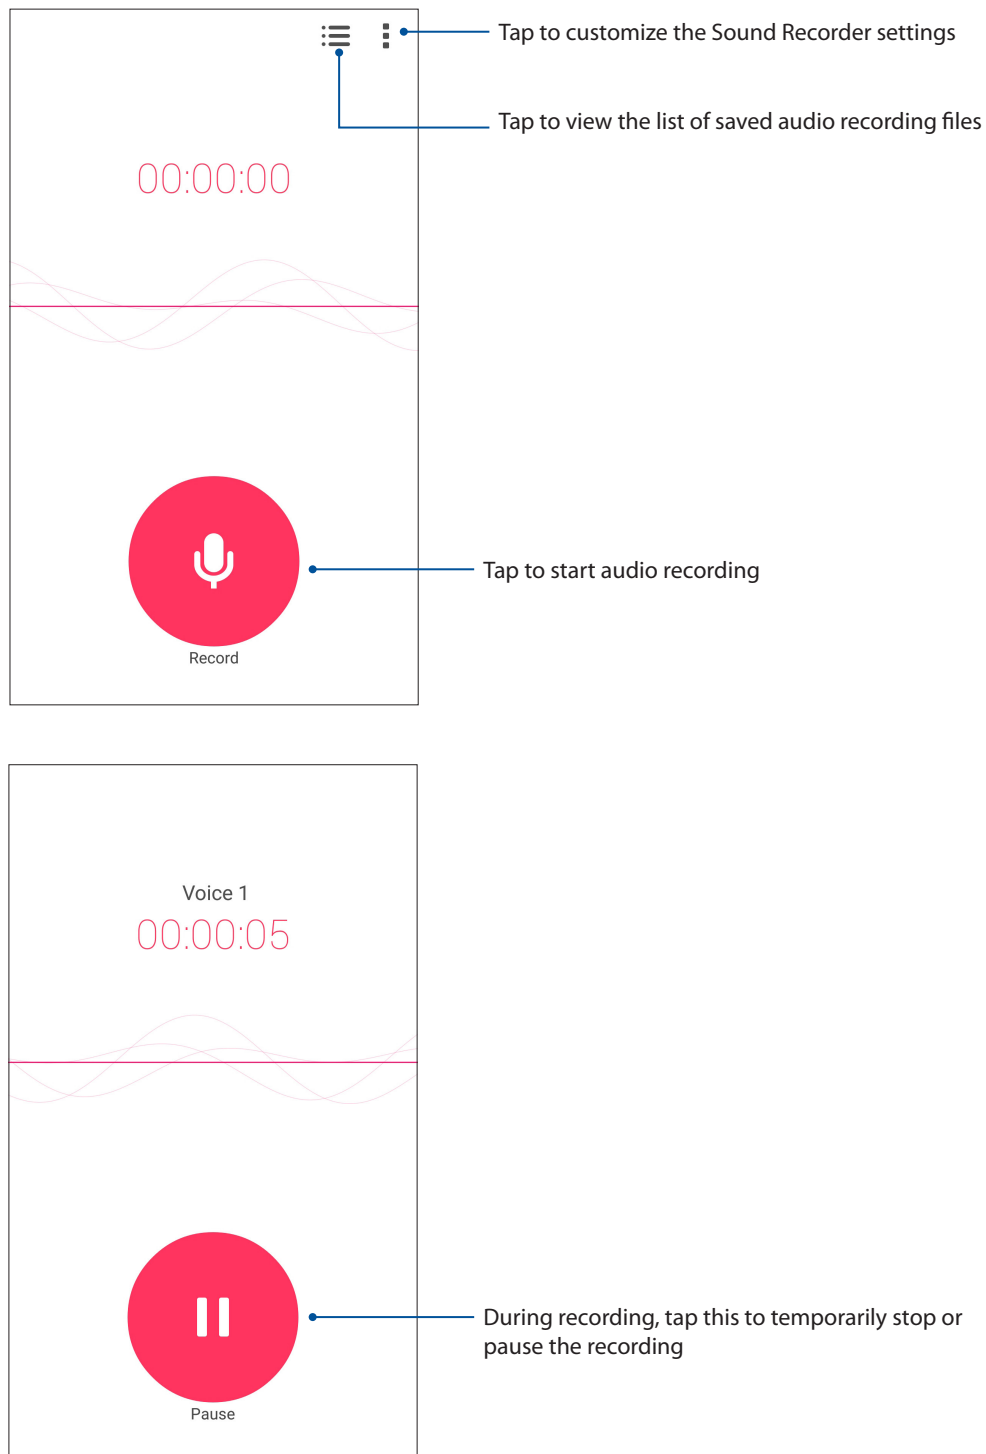 Tap to customize the Sound Recorder settings
Tap to view the list of saved audio recording files
00:00:00
Tap to start audio recording
Record
Voice 1
00:00:05
During recording, tap this to temporarily stop or
pause the recording
Pause